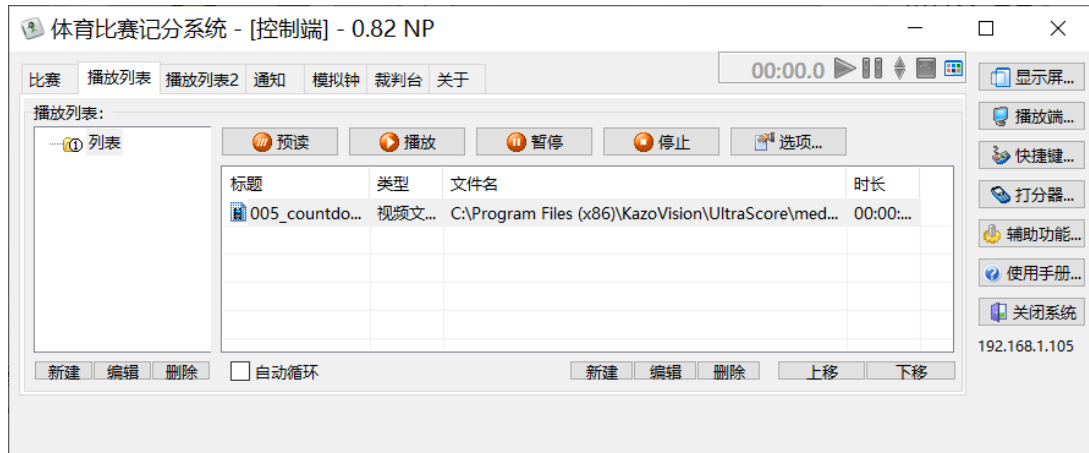 体育比赛记分系统 - [控制端] - 0.82 NP
比赛 播放列表 播放列表2 通知 模拟钟 裁判台 关于
00:00.0
显示屏...
播放端...
快捷键...
打分器...
辅助功能...
使用手册...
关闭系统
192.168.1.105
播放列表:
列表
预读 播放 暂停 停止 选项...
标题 类型 文件名 时长
005_countdo... 视频文... C:\Program Files (x86)\KazoVision\UltraScore\med... 00:00:...
新建 编辑 删除 自动循环 新建 编辑 删除 上移 下移